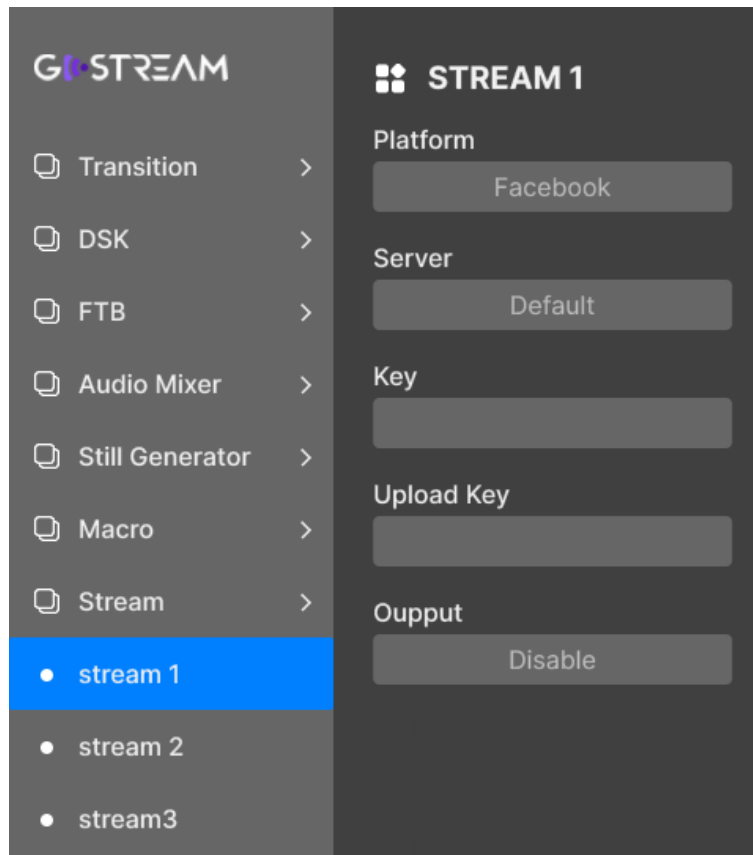 GOSTREAM
Transition
DSK
FTB
Audio Mixer
Still Generator
Macro
Stream
stream 1
stream 2
stream3
STREAM 1
Platform
Facebook
Server
Default
Key
Upload Key
Oupput
Disable